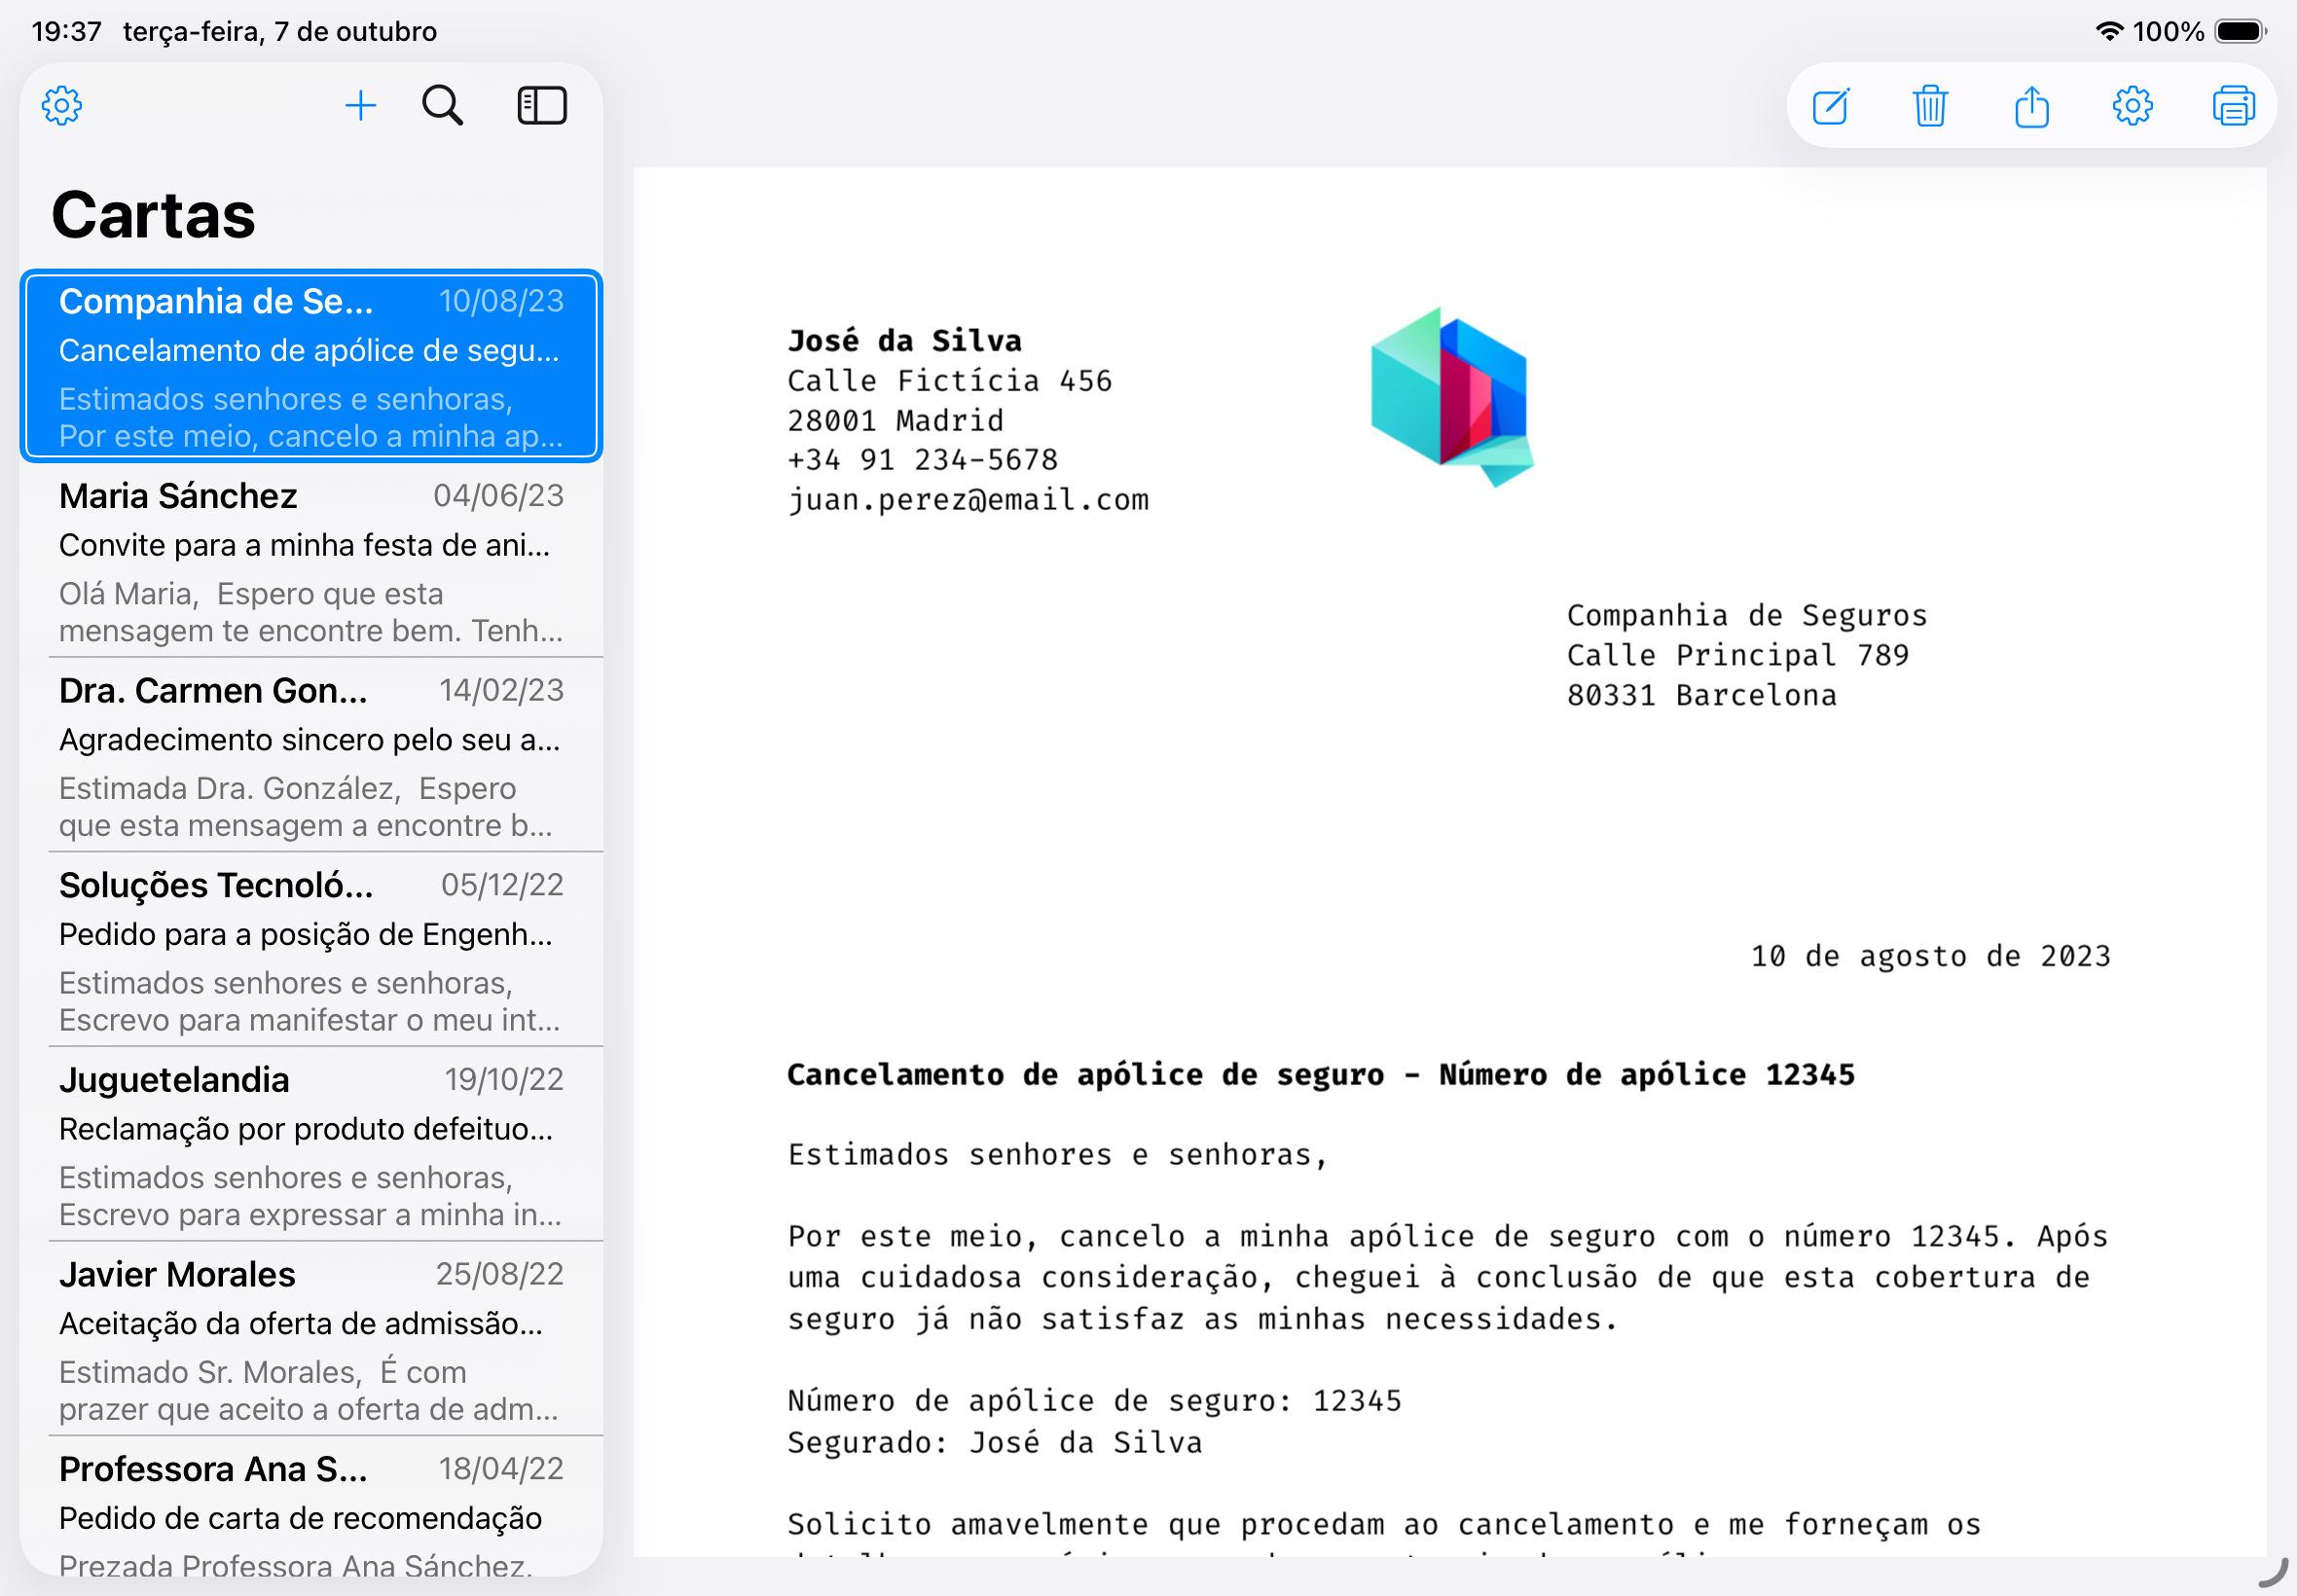 19:37 terça-feira, 7 de outubro
100%
Cartas
Companhia de Se... 10/08/23
Cancelamento de apólice de segu...
Estimados senhores e senhoras,
Por este meio, cancelo a minha ap...
Maria Sánchez 04/06/23
Convite para a minha festa de ani...
Olá Maria, Espero que esta
mensagem te encontre bem. Tenh...
Dra. Carmen Gon... 14/02/23
Agradecimento sincero pelo seu a...
Estimada Dra. González, Espero
que esta mensagem a encontre b...
Soluções Tecnoló... 05/12/22
Pedido para a posição de Engenh...
Estimados senhores e senhoras,
Escrevo para manifestar o meu int...
Juguetelandia 19/10/22
Reclamação por produto defeituo...
Estimados senhores e senhoras,
Escrevo para expressar a minha in...
Javier Morales 25/08/22
Aceitação da oferta de admissão...
Estimado Sr. Morales, É com
prazer que aceito a oferta de adm...
Professora Ana S... 18/04/22
Pedido de carta de recomendação
Prezada Professora Ana Sánchez,
José da Silva
Calle Fictícia 456
28001 Madrid
+34 91 234-5678
juan.perez@email.com
Companhia de Seguros
Calle Principal 789
80331 Barcelona
10 de agosto de 2023
Cancelamento de apólice de seguro - Número de apólice 12345
Estimados senhores e senhoras,
Por este meio, cancelo a minha apólice de seguro com o número 12345. Após
uma cuidadosa consideração, cheguei à conclusão de que esta cobertura de
seguro já não satisfaz as minhas necessidades.
Número de apólice de seguro: 12345
Segurado: José da Silva
Solicito amavelmente que procedam ao cancelamento e me forneçam os